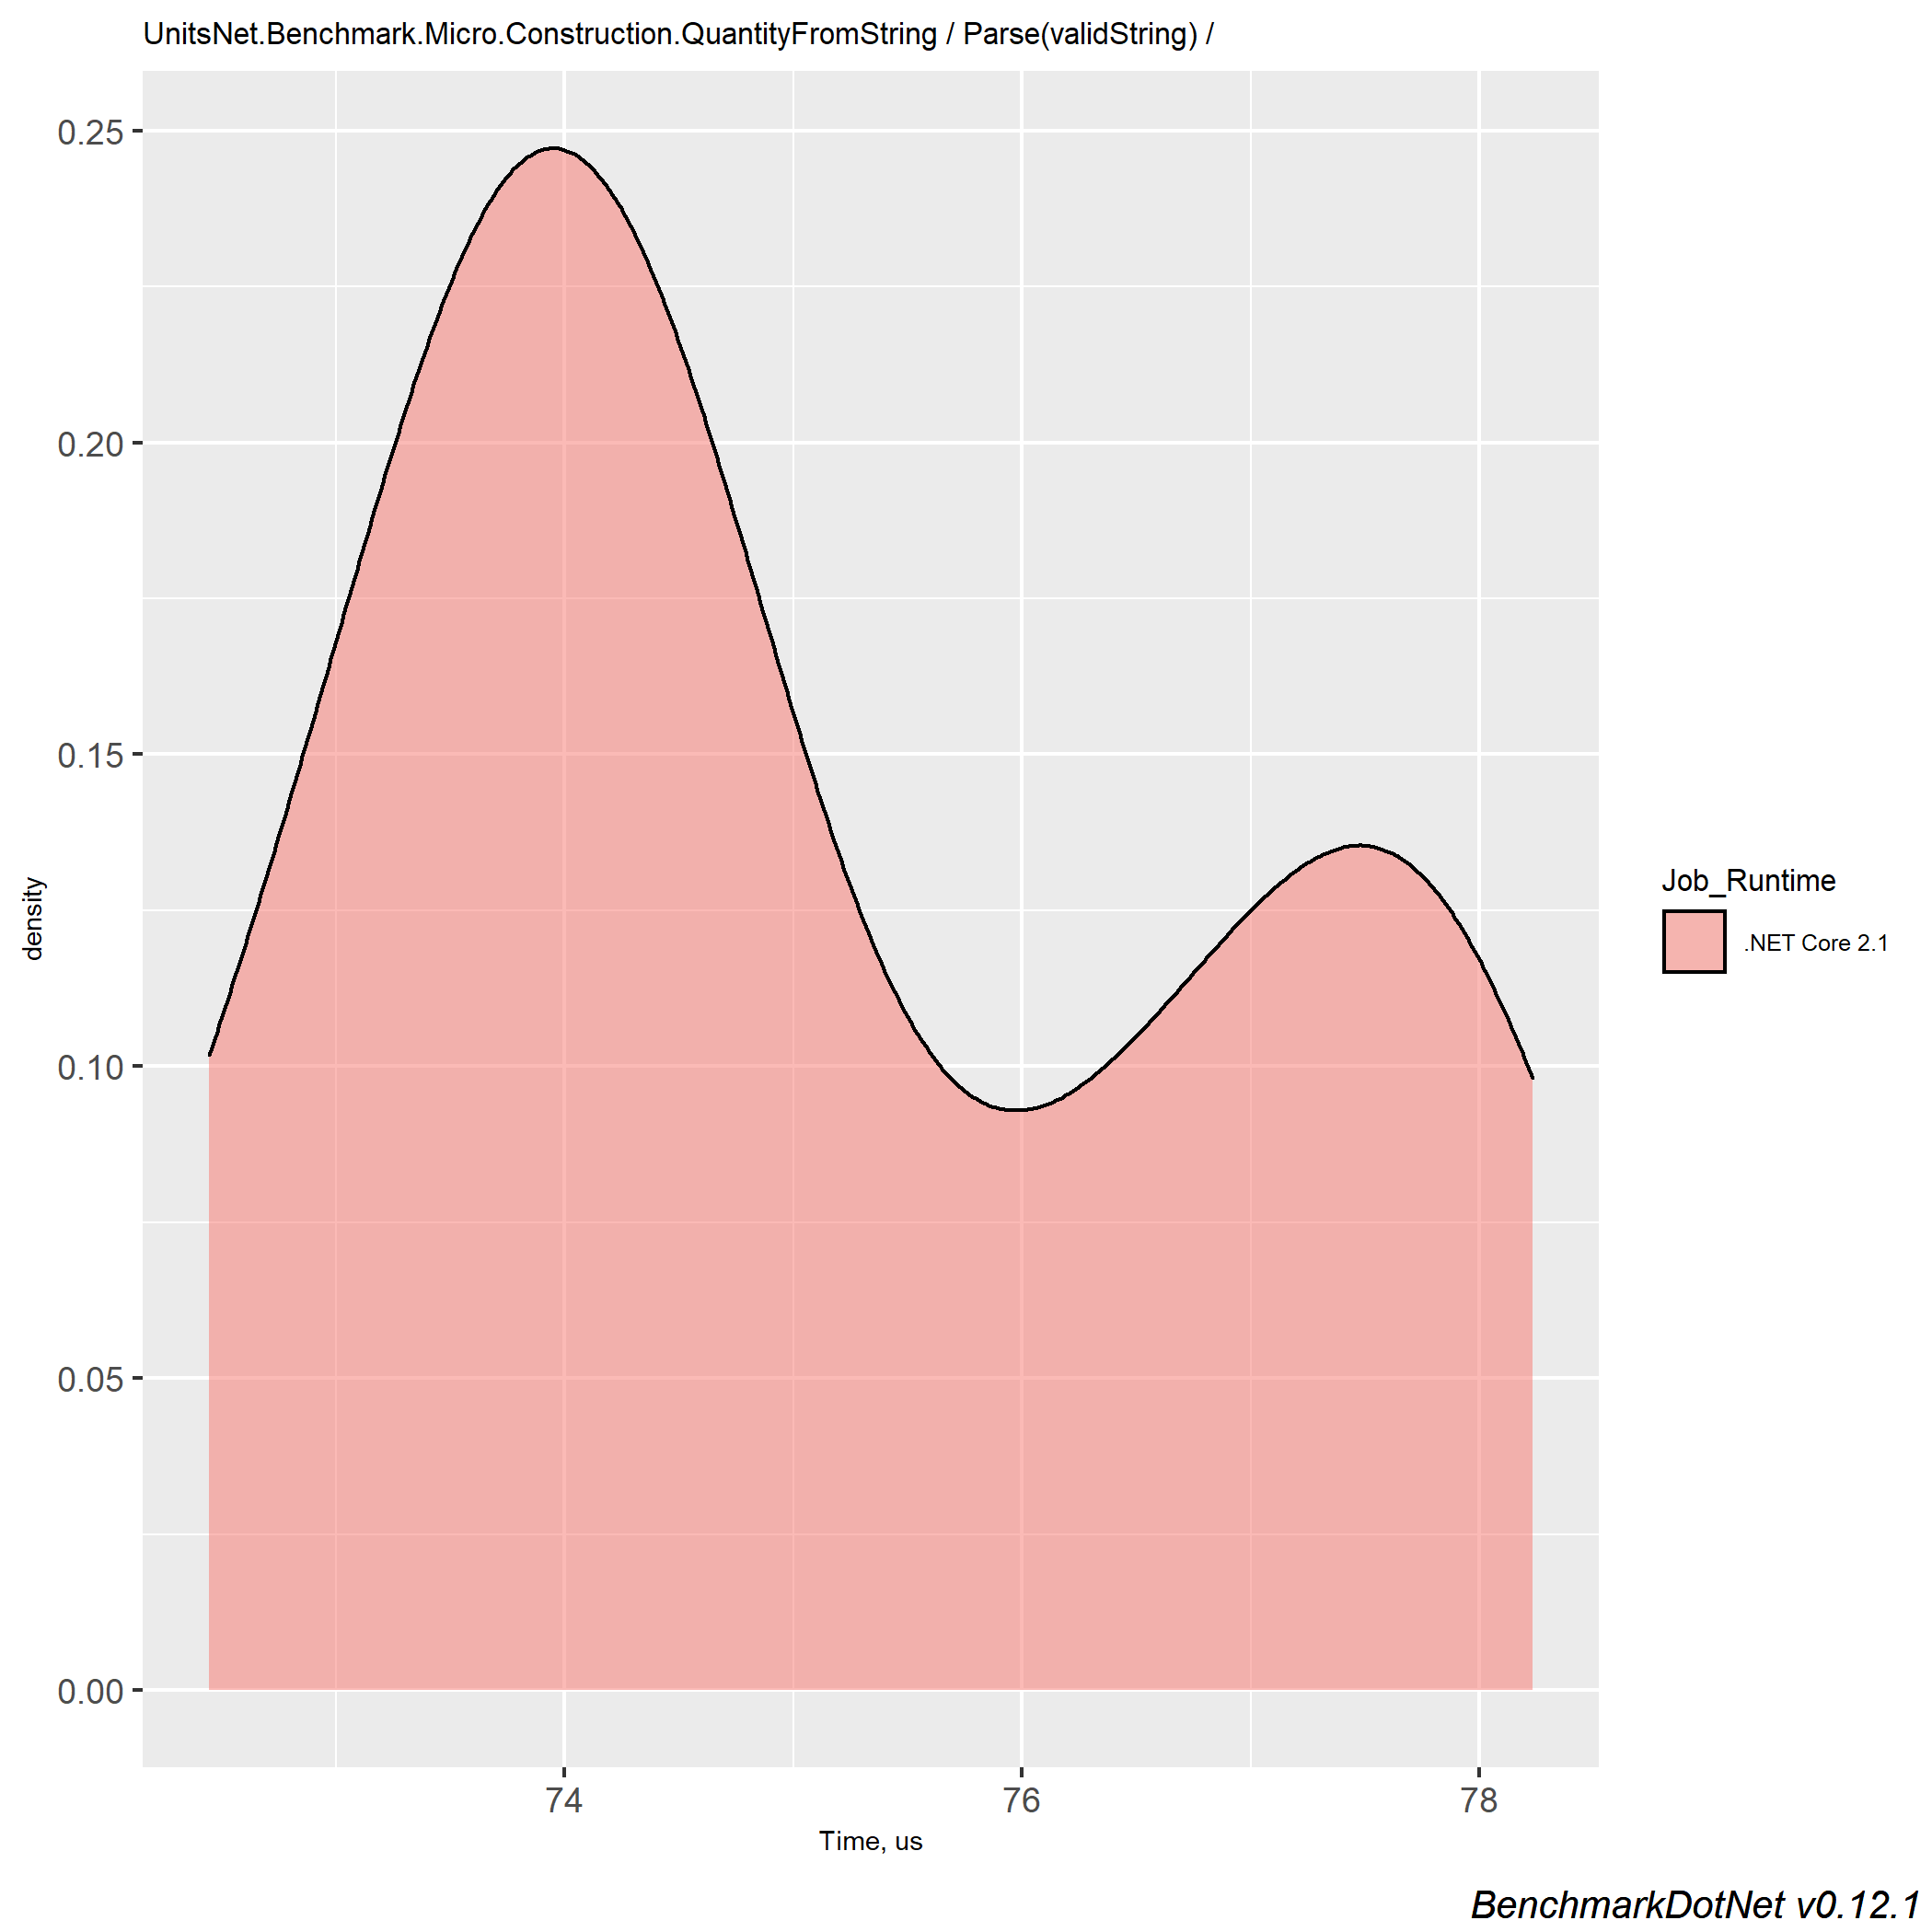 UnitsNet.Benchmark.Micro.Construction.QuantityFromString / Parse(validString) /
0.25
0.20
0.15
0.10
0.05
0.00
density
74 76 78
Time, us
Job_Runtime
.NET Core 2.1
BenchmarkDotNet v0.12.1